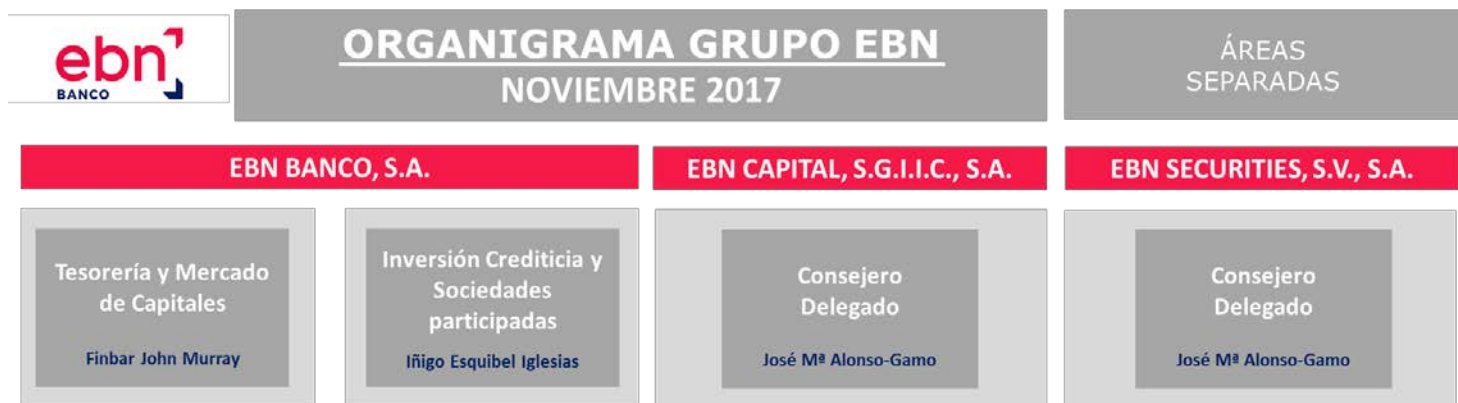 ebn
BANCO
ORGANIGRAMA GRUPO EBN
NOVIEMBRE 2017
ÁREAS
SEPARADAS
EBN BANCO, S.A.
EBN CAPITAL, S.G.I.I.C., S.A.
EBN SECURITIES, S.V., S.A.
Tesorería y Mercado
de Capitales
Finbar John Murray
Inversión Crediticia y
Sociedades
participadas
Iñigo Esquibel Iglesias
Consejero
Delegado
José Mª Alonso-Gamo
Consejero
Delegado
José Mª Alonso-Gamo